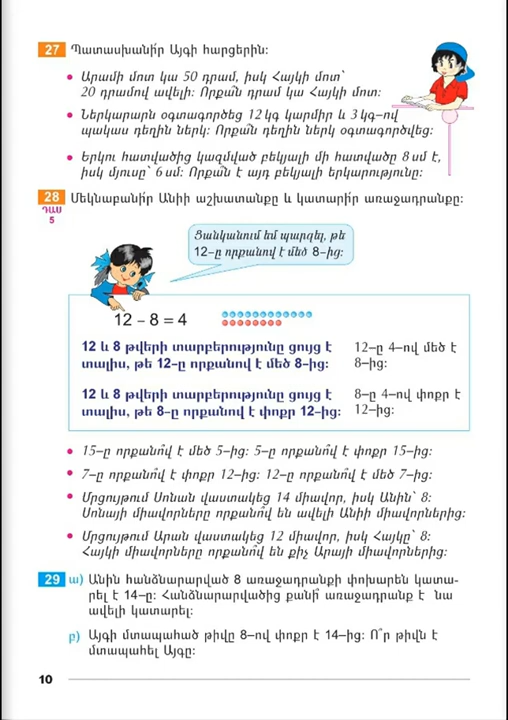 27 Պատասխանի՛ր Այգի հարցերին:
• Արամի մոտ կա 50 դրամ, իսկ Հայկի մոտ՝
20 դրամով ավելի: Որքա՞ն դրամ կա Հայկի մոտ:
• Ներկարարն օգտագործեց 12 կգ կարմիր և 3 կգ–ով
պակաս դեղին ներկ: Որքա՞ն դեղին ներկ օգտագործվեց:
• Երկու հատվածից կազմված բեկյալի մի հատվածը 8 սմ է,
իսկ մյուսը՝ 6 սմ: Որքա՞ն է այդ բեկյալի երկարությունը:
28 Մեկնաբանի՛ր Անիի աշխատանքը և կատարի՛ր առաջադրանքը:
ԴԱՍ
5
Ցանկանում եմ պարզել, թե
12–ը որքանով է մեծ 8–ից:
12 – 8 = 4
12 և 8 թվերի տարբերությունը ցույց է
տալիս, թե 12–ը որքանով է մեծ 8–ից:
12–ը 4–ով մեծ է
8–ից:
12 և 8 թվերի տարբերությունը ցույց է
տալիս, թե 8–ը որքանով է փոքր 12–ից:
8–ը 4–ով փոքր է
12–ից:
• 15–ը որքանո՞վ է մեծ 5–ից: 5–ը որքանո՞վ է փոքր 15–ից:
• 7–ը որքանո՞վ է փոքր 12–ից: 12–ը որքանո՞վ է մեծ 7–ից:
• Մրցույթում Սոնան վաստակեց 14 միավոր, իսկ Անին՝ 8:
Սոնայի միավորները որքանո՞վ են ավելի Անիի միավորներից:
• Մրցույթում Արան վաստակեց 12 միավոր, իսկ Հայկը՝ 8:
Հայկի միավորները որքանո՞վ են քիչ Արայի միավորներից:
29 ա) Անին հանձնարարված 8 առաջադրանքի փոխարեն կատա–
րել է 14–ը: Հանձնարարվածից քանի՞ առաջադրանք է նա
ավելի կատարել:
բ) Այգի մտապահած թիվը 8–ով փոքր է 14–ից: Ո՞ր թիվն է
մտապահել Այգը:
10